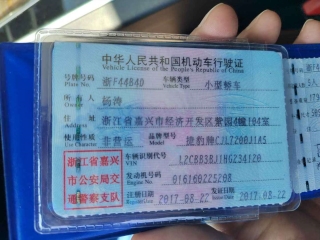 中华人民共和国机动车行驶证
Vehicle License of the People's Republic of China
号牌号码 浙F44B40 车辆类型 小型轿车
Plate No. Vehicle Type
所有人
Owner
住址 浙江省嘉兴市经济开发区紫园4幢104室
使用性质 非营运 品牌型号 捷豹牌CJL7200J1A5
Use Character Model
浙江省嘉兴
市公安局交
通警察支队
车辆识别代号
VIN
发动机号码
Engine No.
注册日期 2017-03-22 发证日期 2017-03-22
Register Date Issue Date